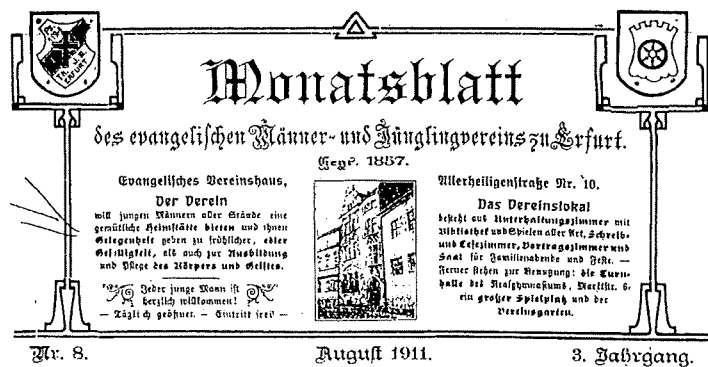 Monatsblatt
des evangelischen Männer- und Jünglingvereins zu Erfurt.
Gegr. 1857.
Evangelisches Vereinshaus,
Der Verein
will jungen Männern aller Stände eine
gemütliche Heimstätte bieten und ihnen
Gelegenheit geben zu fröhlicher, edler
Geselligkeit, als auch zur Ausbildung
und Pflege des Körpers und Geistes.
Jeder junge Mann ist
herzlich willkommen!
— Täglich geöffnet. — Eintritt frei! —
Allerheiligenstraße Nr. 10.
Das Vereinslokal
besteht aus Unterhaltungszimmer mit
Bibliothek und Spielen aller Art, Schreib-
und Lesezimmer, Vortragszimmer und
Saal für Familienabende und Feste. —
Ferner stehen zur Benutzung: die Turn-
halle des Realgymnasiums, Marktstr. 6.
ein großer Spielplatz und der
Vereinsgarten.
Nr. 8.
August 1911.
3. Jahrgang.